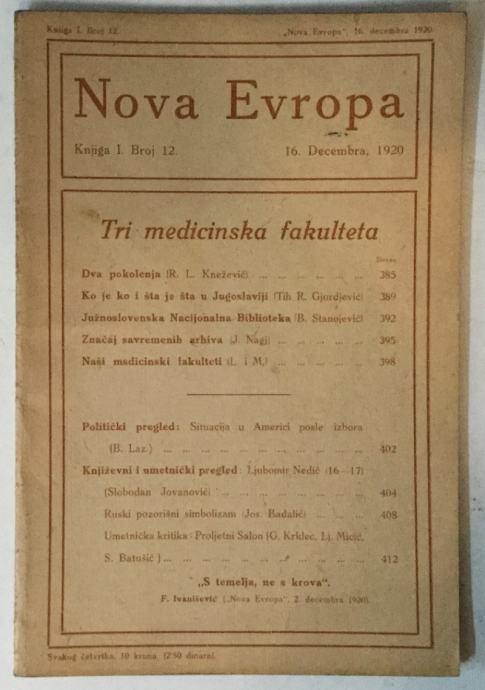 Knjiga I. Broj 12.
„Nova Evropa“, 16. decembra 1920.
Nova Evropa
Knjiga I. Broj 12.
16. Decembra, 1920
Tri medicinska fakulteta
Strana
Dva pokolenja (R. L. Knežević) ... ... ... ... ... 385
Ko je ko i šta je šta u Jugoslaviji (Tih R. Gjordjević) 389
Južnoslovenska Nacijonalna Biblioteka (B. Stanojević) 392
Značaj savremenih arhiva (J. Nagj) ... ... ... ... 395
Naši medicinski fakulteti (L. i M.) ... ... ... ... 398
Politički pregled: Situacija u Americi posle izbora
(B. Laz.) ... ... ... ... ... ... ... ... ... 402
Književni i umetnički pregled: Ljubomir Nedić (16—17)
(Slobodan Jovanović) ... ... ... ... ... ... 404
Ruski pozorišni simbolizam (Jos. Badalić) ... ... 408
Umetnička kritika: Proljetni Salon (G. Krklec, Lj. Micić,
S. Batušić) ... ... ... ... ... ... ... ... ... 412
„S temelja, ne s krova“.
F. Ivanišević („Nova Evropa“, 2. decembra 1920).
Svakog četvrtka. 10 kruna (2·50 dinara).